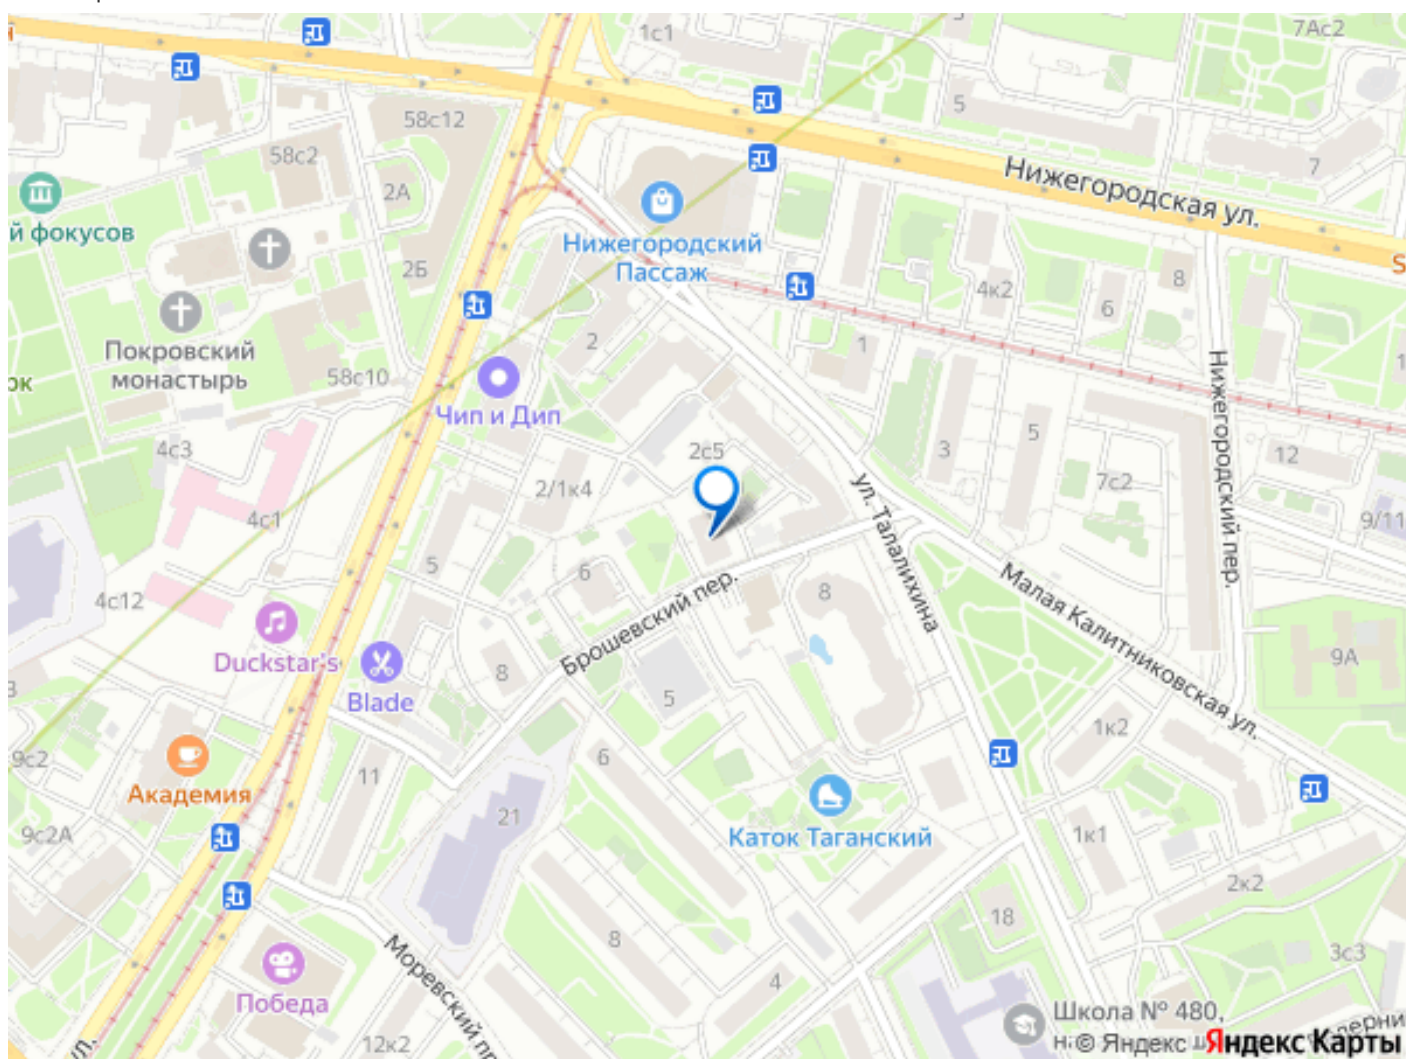 1с1
7Ас2
58с12
5
58с2
7
2А
Нижегородская ул.
й фокусов
Нижегородский
Пассаж
2Б
8
S
4к2
6
2
1
Покровский
монастырь
58с10
Нижегородский пер.
Чип и Дип
4с3
2с5
3
5
12
2/1к4
7с2
ул. Талалихина
4с1
9/11
5
6
4с12
8
Малая Калитниковская ул.
Брошевский пер.
Duckstar's
9А
8
Blade
5
1к2
9с2
11
6
Академия
21
Каток Таганский
9с2А
1к1
2к2
18
8
Моревский пр
3с3
4
Победа
Школа № 480,
12к2
ул.
© Яндекс Яндекс Карты